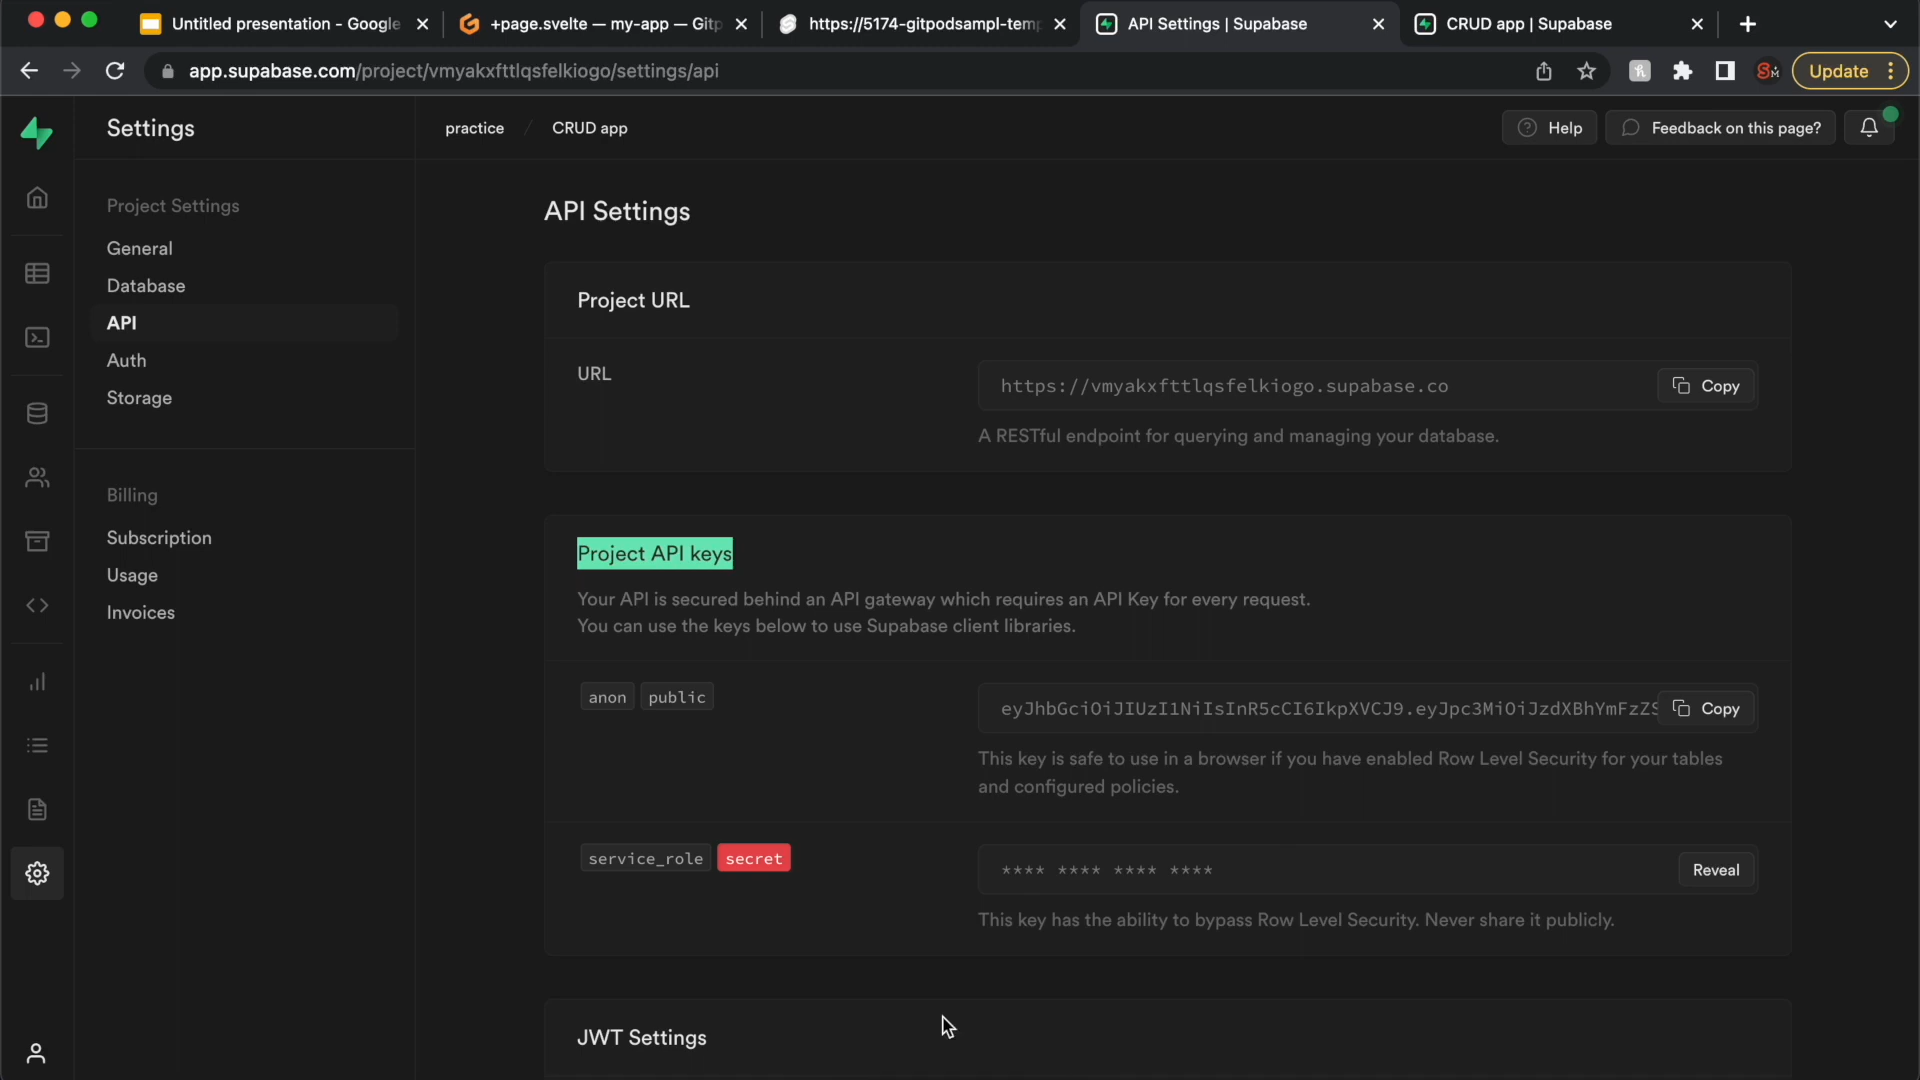 Untitled presentation - Google
+page.svelte — my-app — Gitp
https://5174-gitpodsampl-temp
API Settings | Supabase
CRUD app | Supabase
app.supabase.com/project/vmyakxfttlqsfelkiogo/settings/api
Update
Settings
practice / CRUD app
Help
Feedback on this page?
Project Settings
General
Database
API
Auth
Storage
Billing
Subscription
Usage
Invoices
API Settings
Project URL
URL
https://vmyakxfttlqsfelkiogo.supabase.co
Copy
A RESTful endpoint for querying and managing your database.
Project API keys
Your API is secured behind an API gateway which requires an API Key for every request.
You can use the keys below to use Supabase client libraries.
anon public
eyJhbGciOiJIUzI1NiIsInR5cCI6IkpXVCJ9.eyJpc3MiOiJzdXBhYmFzZS
Copy
This key is safe to use in a browser if you have enabled Row Level Security for your tables
and configured policies.
service_role secret
**** **** **** ****
Reveal
This key has the ability to bypass Row Level Security. Never share it publicly.
JWT Settings